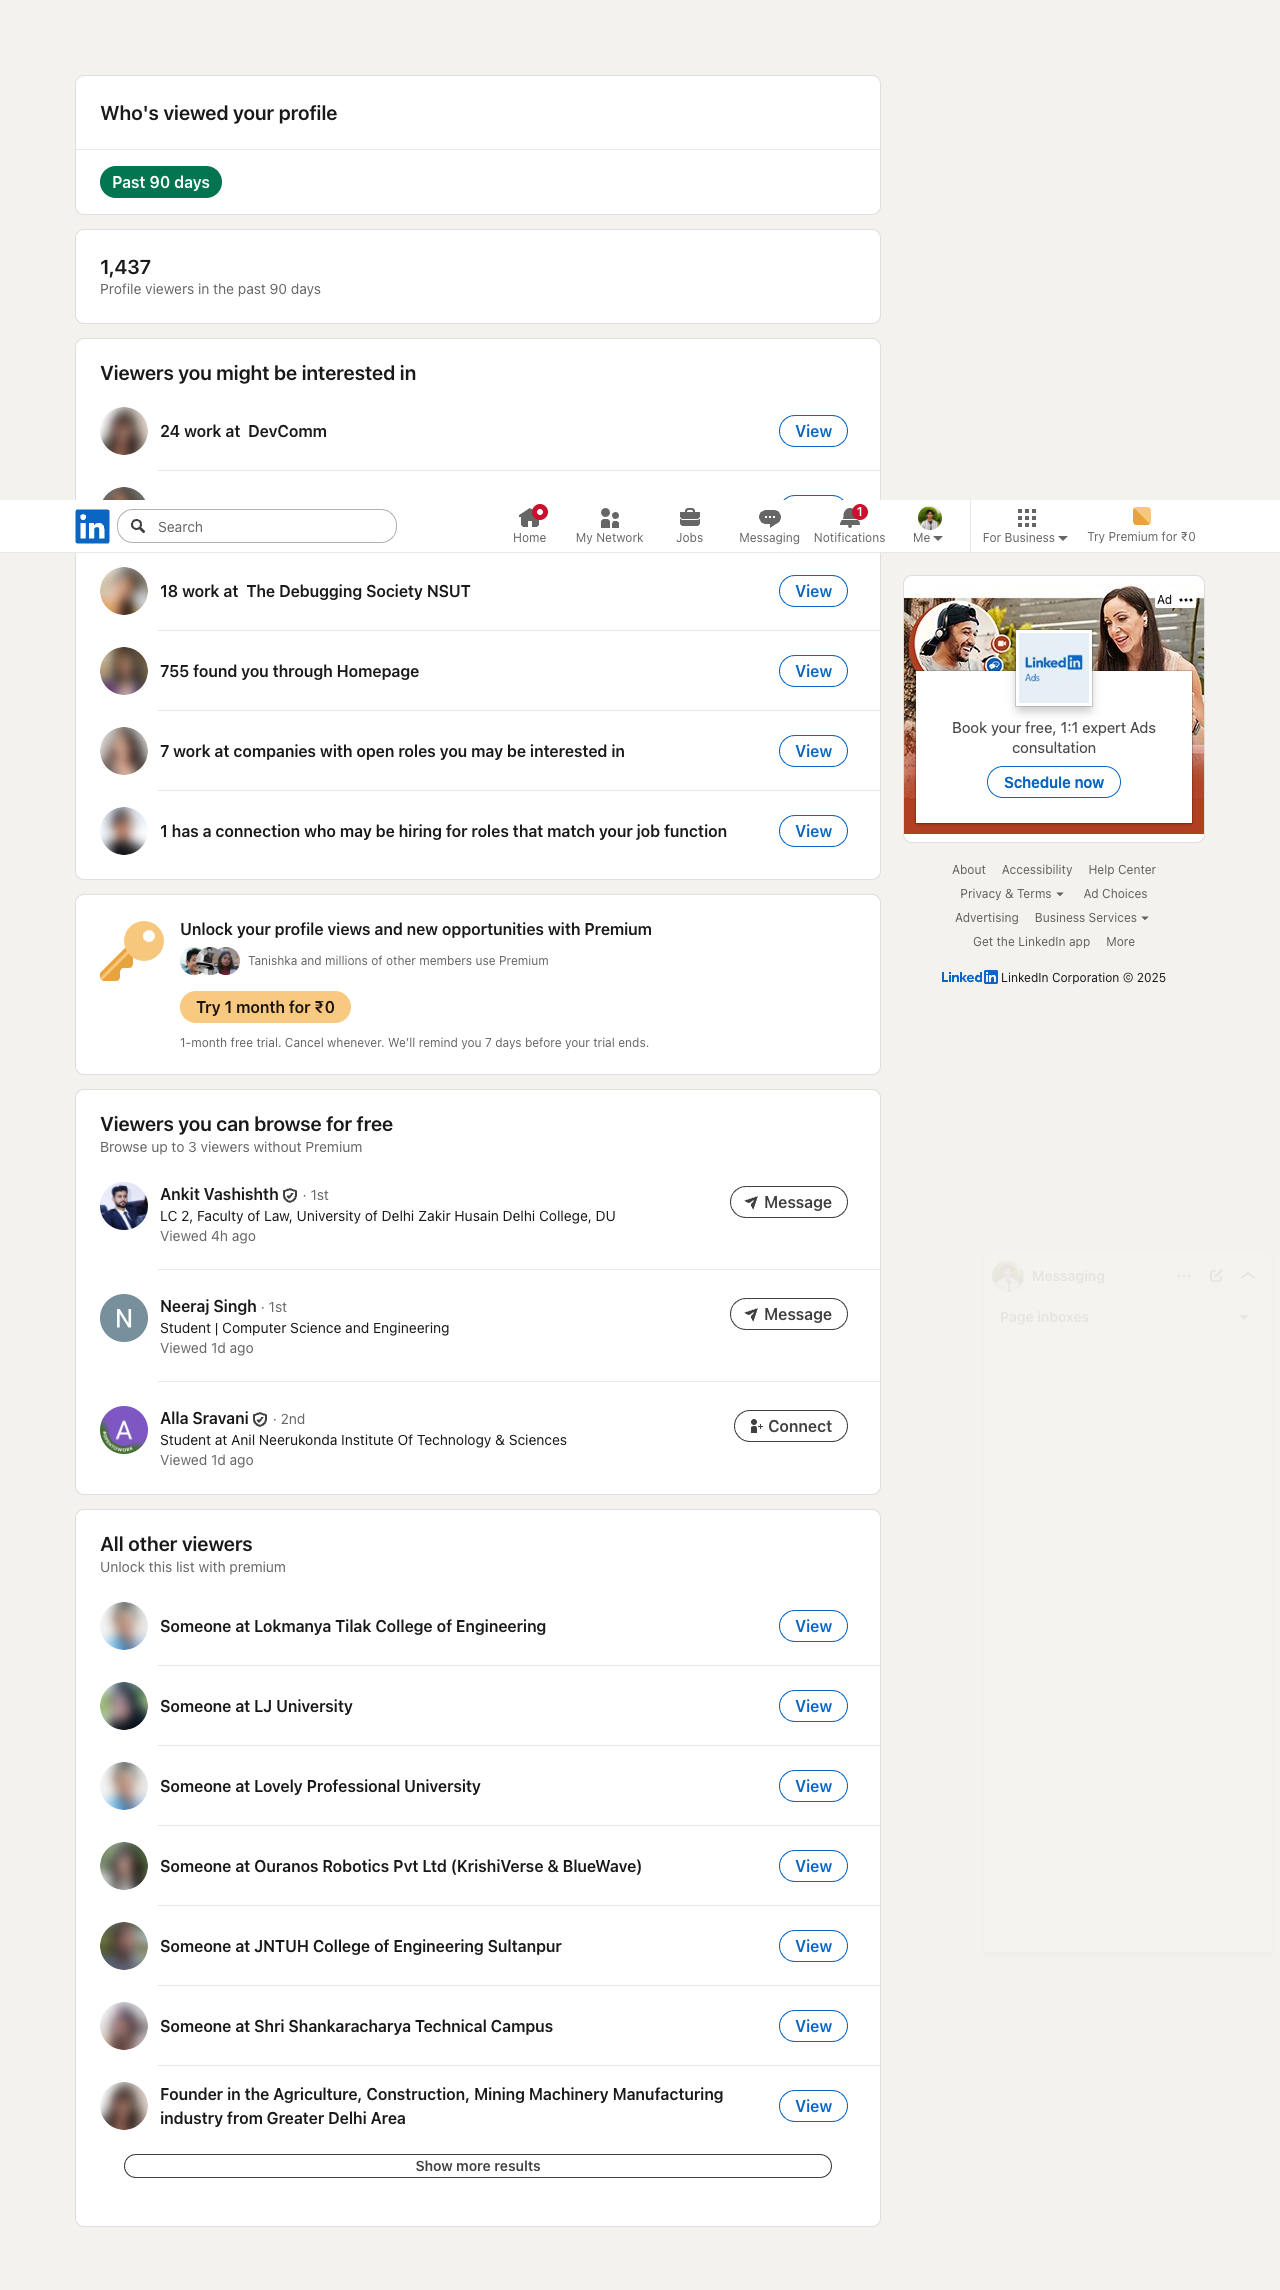 Who's viewed your profile
Past 90 days
1,437
Profile viewers in the past 90 days
Viewers you might be interested in
24 work at  DevComm
View
in
Search
Home
My Network
Jobs
Messaging
1
Notifications
Me
For Business
Try Premium for ₹0
18 work at  The Debugging Society NSUT
View
755 found you through Homepage
View
7 work at companies with open roles you may be interested in
View
1 has a connection who may be hiring for roles that match your job function
View
Ad
Linked in
Ads
Book your free, 1:1 expert Ads
consultation
Schedule now
About Accessibility Help Center
Privacy & Terms Ad Choices
Advertising Business Services
Get the LinkedIn app More
Linked in LinkedIn Corporation © 2025
Unlock your profile views and new opportunities with Premium
Tanishka and millions of other members use Premium
Try 1 month for ₹0
1-month free trial. Cancel whenever. We'll remind you 7 days before your trial ends.
Viewers you can browse for free
Browse up to 3 viewers without Premium
Ankit Vashishth · 1st
LC 2, Faculty of Law, University of Delhi Zakir Husain Delhi College, DU
Viewed 4h ago
Message
N
Neeraj Singh · 1st
Student | Computer Science and Engineering
Viewed 1d ago
Message
A
#OPENTOWORK
Alla Sravani · 2nd
Student at Anil Neerukonda Institute Of Technology & Sciences
Viewed 1d ago
Connect
Messaging
Page inboxes
All other viewers
Unlock this list with premium
Someone at Lokmanya Tilak College of Engineering
View
Someone at LJ University
View
Someone at Lovely Professional University
View
Someone at Ouranos Robotics Pvt Ltd (KrishiVerse & BlueWave)
View
Someone at JNTUH College of Engineering Sultanpur
View
Someone at Shri Shankaracharya Technical Campus
View
Founder in the Agriculture, Construction, Mining Machinery Manufacturing
industry from Greater Delhi Area
View
Show more results